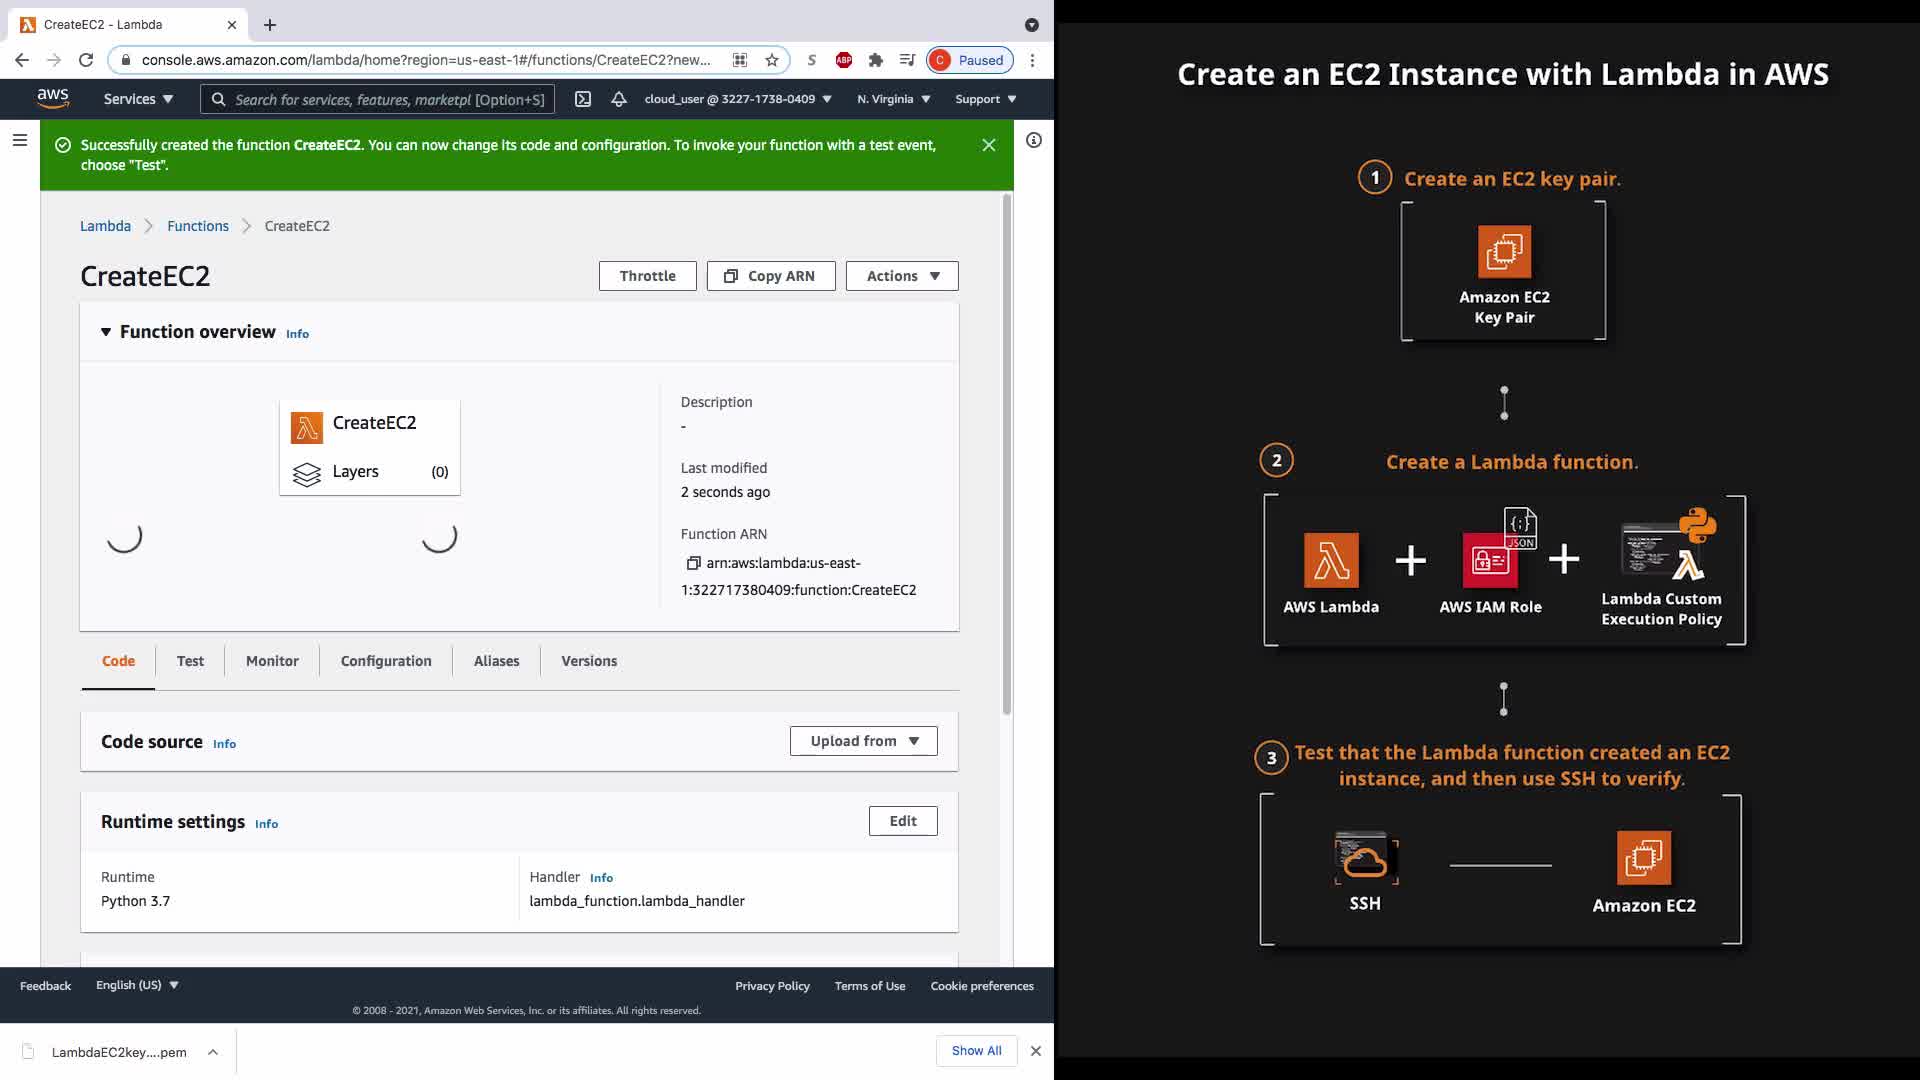 CreateEC2 - Lambda
console.aws.amazon.com/lambda/home?region=us-east-1#/functions/CreateEC2?new...
S
ABP
C Paused
aws
Services
Search for services, features, marketpl [Option+S]
cloud_user @ 3227-1738-0409
N. Virginia
Support
Successfully created the function CreateEC2. You can now change its code and configuration. To invoke your function with a test event,
choose "Test".
Lambda
Functions
CreateEC2
CreateEC2
Throttle
Copy ARN
Actions
Function overview Info
CreateEC2
Layers (0)
Description
-
Last modified
2 seconds ago
Function ARN
arn:aws:lambda:us-east-
1:322717380409:function:CreateEC2
Code
Test
Monitor
Configuration
Aliases
Versions
Code source Info
Upload from
Runtime settings Info
Edit
Runtime
Python 3.7
Handler Info
lambda_function.lambda_handler
Feedback
English (US)
Privacy Policy
Terms of Use
Cookie preferences
© 2008 - 2021, Amazon Web Services, Inc. or its affiliates. All rights reserved.
LambdaEC2key....pem
Show All
Create an EC2 Instance with Lambda in AWS
1 Create an EC2 key pair.
Amazon EC2
Key Pair
2 Create a Lambda function.
{;}
JSON
AWS Lambda
+
AWS IAM Role
+
Lambda Custom
Execution Policy
3 Test that the Lambda function created an EC2
instance, and then use SSH to verify.
SSH
Amazon EC2